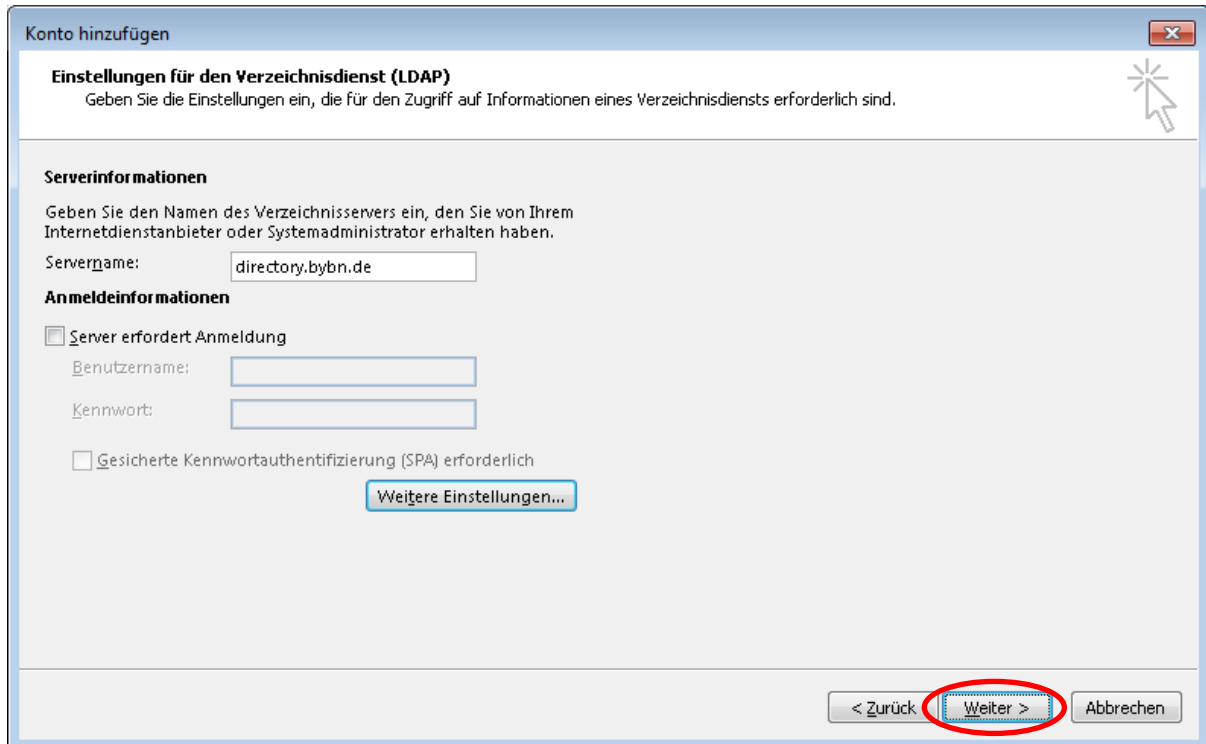 Konto hinzufügen
Einstellungen für den Verzeichnisdienst (LDAP)
Geben Sie die Einstellungen ein, die für den Zugriff auf Informationen eines Verzeichnisdiensts erforderlich sind.
Serverinformationen
Geben Sie den Namen des Verzeichnisservers ein, den Sie von Ihrem
Internetdienstanbieter oder Systemadministrator erhalten haben.
Servername: directory.bybn.de
Anmeldeinformationen
Server erfordert Anmeldung
Benutzername:
Kennwort:
Gesicherte Kennwortauthentifizierung (SPA) erforderlich
Weitere Einstellungen...
< Zurück Weiter > Abbrechen